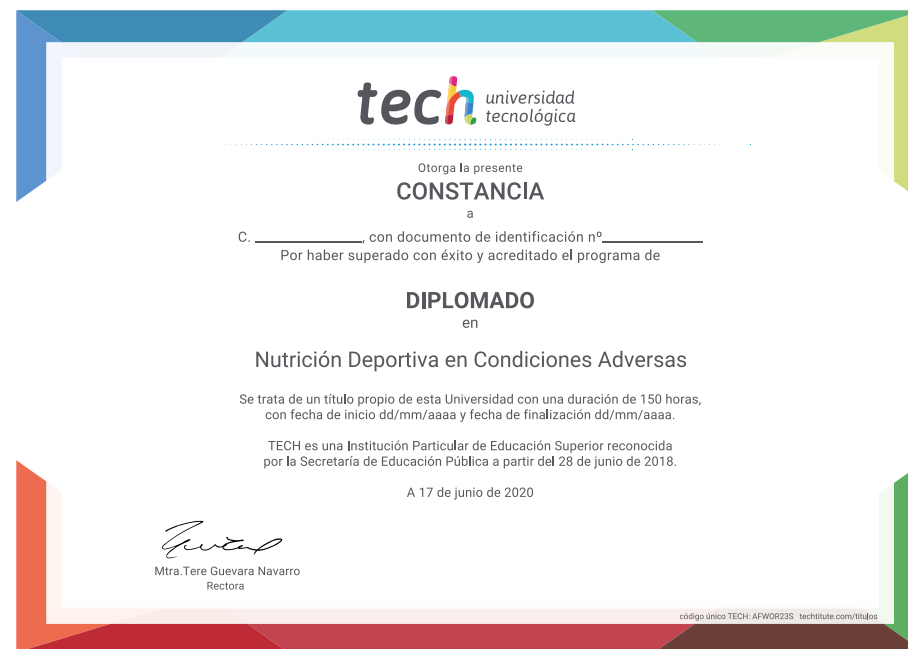 tech universidad
tecnológica
Otorga la presente
CONSTANCIA
a
C. ____________, con documento de identificación nº____________
Por haber superado con éxito y acreditado el programa de
DIPLOMADO
en
Nutrición Deportiva en Condiciones Adversas
Se trata de un título propio de esta Universidad con una duración de 150 horas,
con fecha de inicio dd/mm/aaaa y fecha de finalización dd/mm/aaaa.
TECH es una Institución Particular de Educación Superior reconocida
por la Secretaría de Educación Pública a partir del 28 de junio de 2018.
A 17 de junio de 2020
Mtra.Tere Guevara Navarro
Rectora
código único TECH: AFWOR23S techtitute.com/titulos